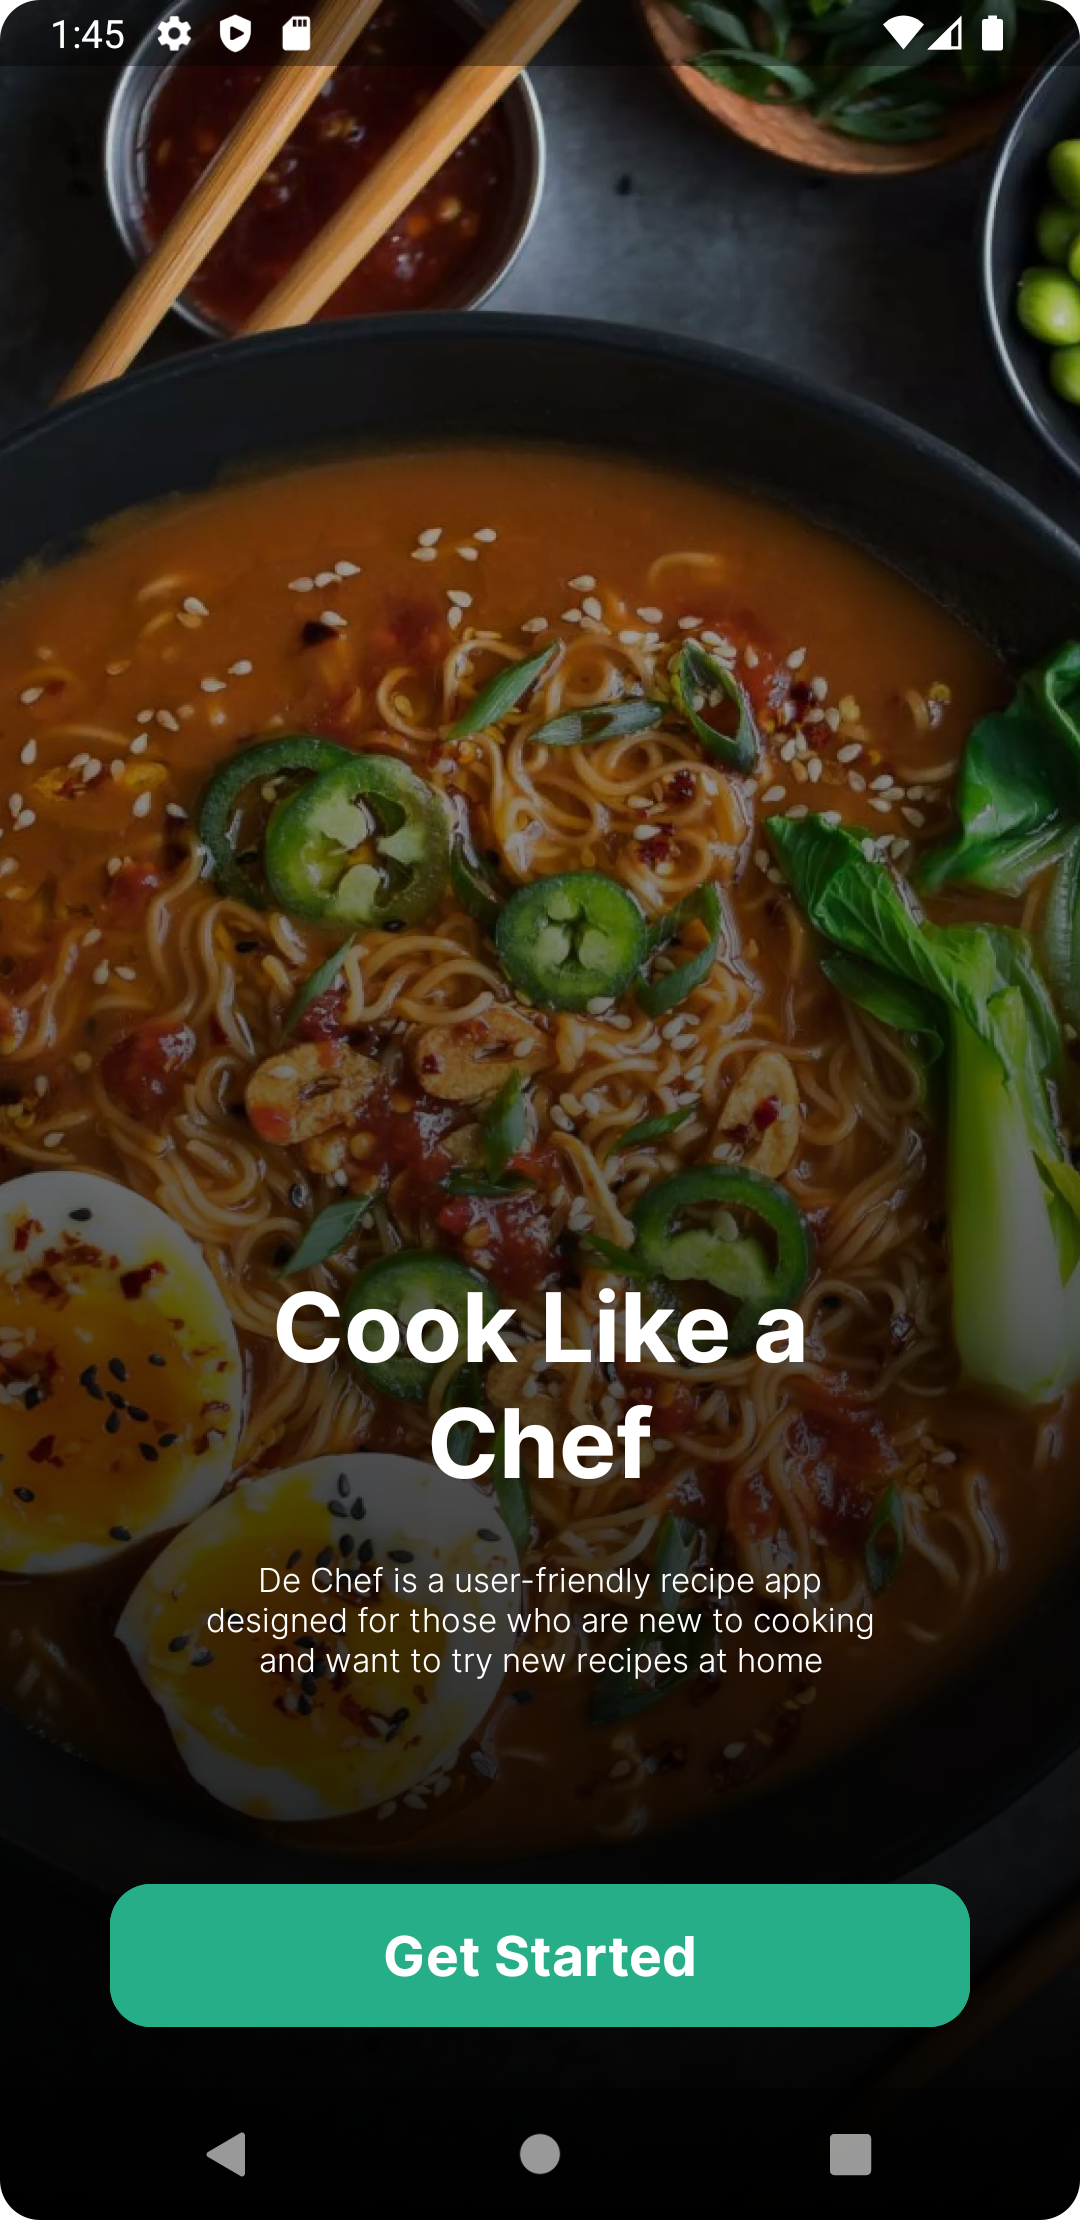 1:45
Cook Like a
Chef
De Chef is a user-friendly recipe app
designed for those who are new to cooking
and want to try new recipes at home
Get Started